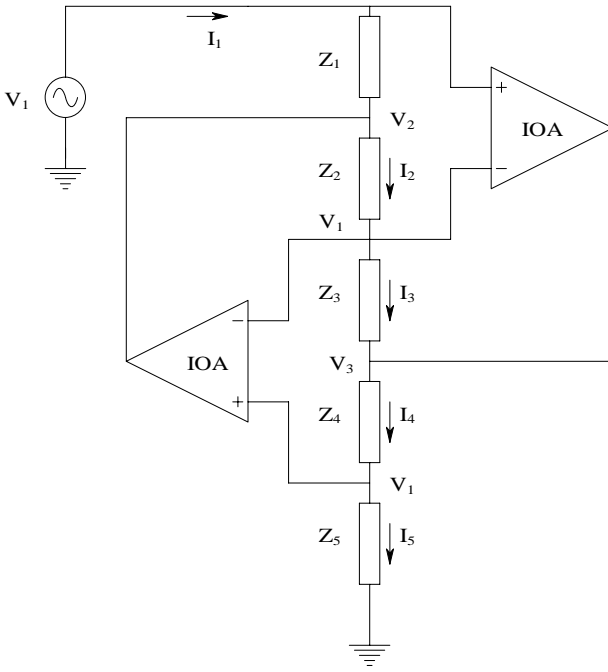 I₁
Z₁
V₁
+
IOA
V₂
−
Z₂
I₂
V₁
Z₃
I₃
−
IOA
V₃
+
Z₄
I₄
V₁
Z₅
I₅